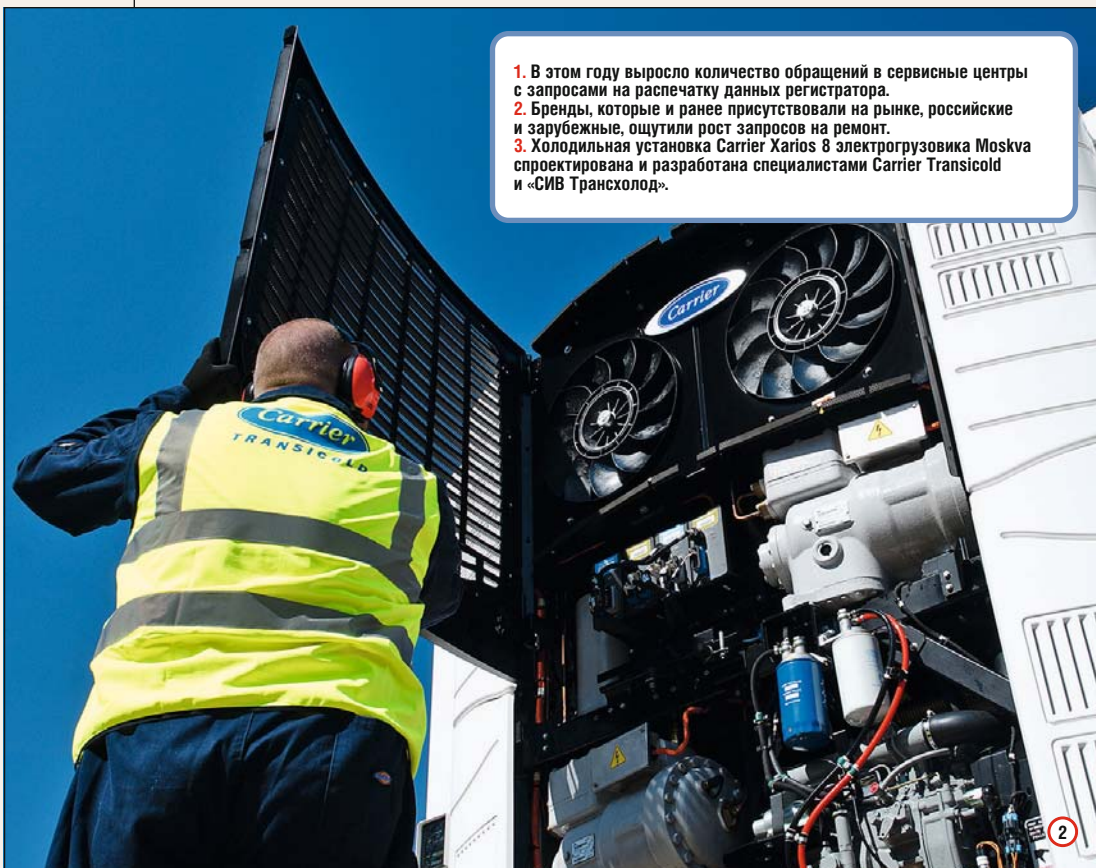 1. В этом году выросло количество обращений в сервисные центры
с запросами на распечатку данных регистратора.
2. Бренды, которые и ранее присутствовали на рынке, российские
и зарубежные, ощутили рост запросов на ремонт.
3. Холодильная установка Carrier Xarios 8 электрогрузовика Moskva
спроектирована и разработана специалистами Carrier Transicold
и «СИВ Трансхолод».
Carrier
Carrier
TRANSICOLD
2